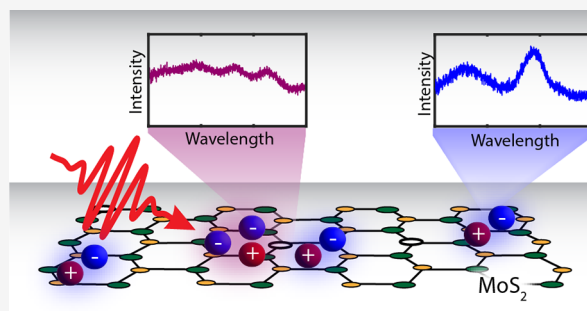 Intensity
Wavelength
Intensity
Wavelength
- - - - -
+ + + +
MoS2